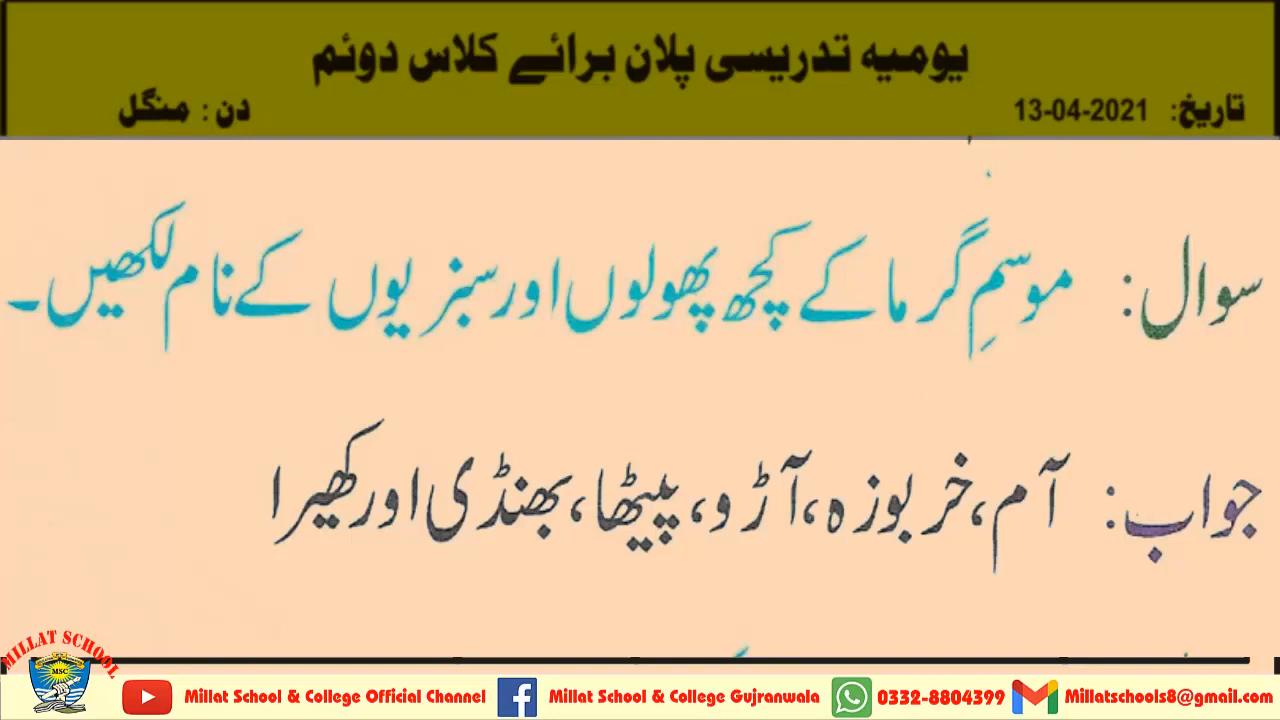 یومیہ تدریسی پلان برائے کلاس دوئم
تاریخ: 13-04-2021 دن : منگل
سوال: موسمِ گرما کے کچھ پھولوں اور سبزیوں کے نام لکھیں۔
جواب: آم، خربوزہ، آڑو، پیٹھا، بھنڈی اور کھیرا
MILLAT SCHOOL
MSC
Millat School & College Official Channel Millat School & College Gujranwala 0332-8804399 Millatschools8@gmail.com